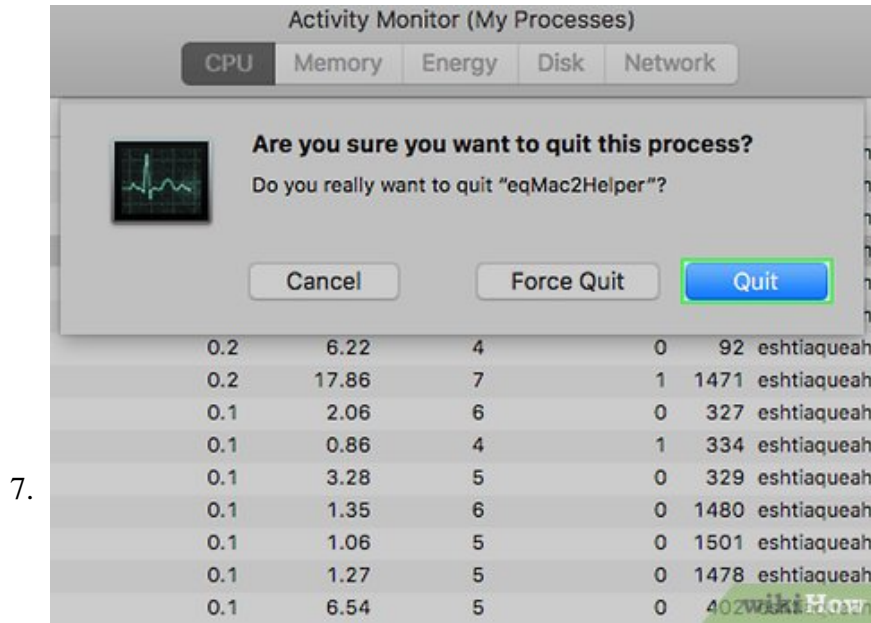 Activity Monitor (My Processes)
CPU Memory Energy Disk Network
Are you sure you want to quit this process?
Do you really want to quit “eqMac2Helper”?
Cancel Force Quit Quit
0.2 6.22 4 0 92 eshtiaqueah
0.2 17.86 7 1 1471 eshtiaqueah
0.1 2.06 6 0 327 eshtiaqueah
0.1 0.86 4 1 334 eshtiaqueah
7.
0.1 3.28 5 0 329 eshtiaqueah
0.1 1.35 6 0 1480 eshtiaqueah
0.1 1.06 5 0 1501 eshtiaqueah
0.1 1.27 5 0 1478 eshtiaqueah
0.1 6.54 5 0 402
wikiHow